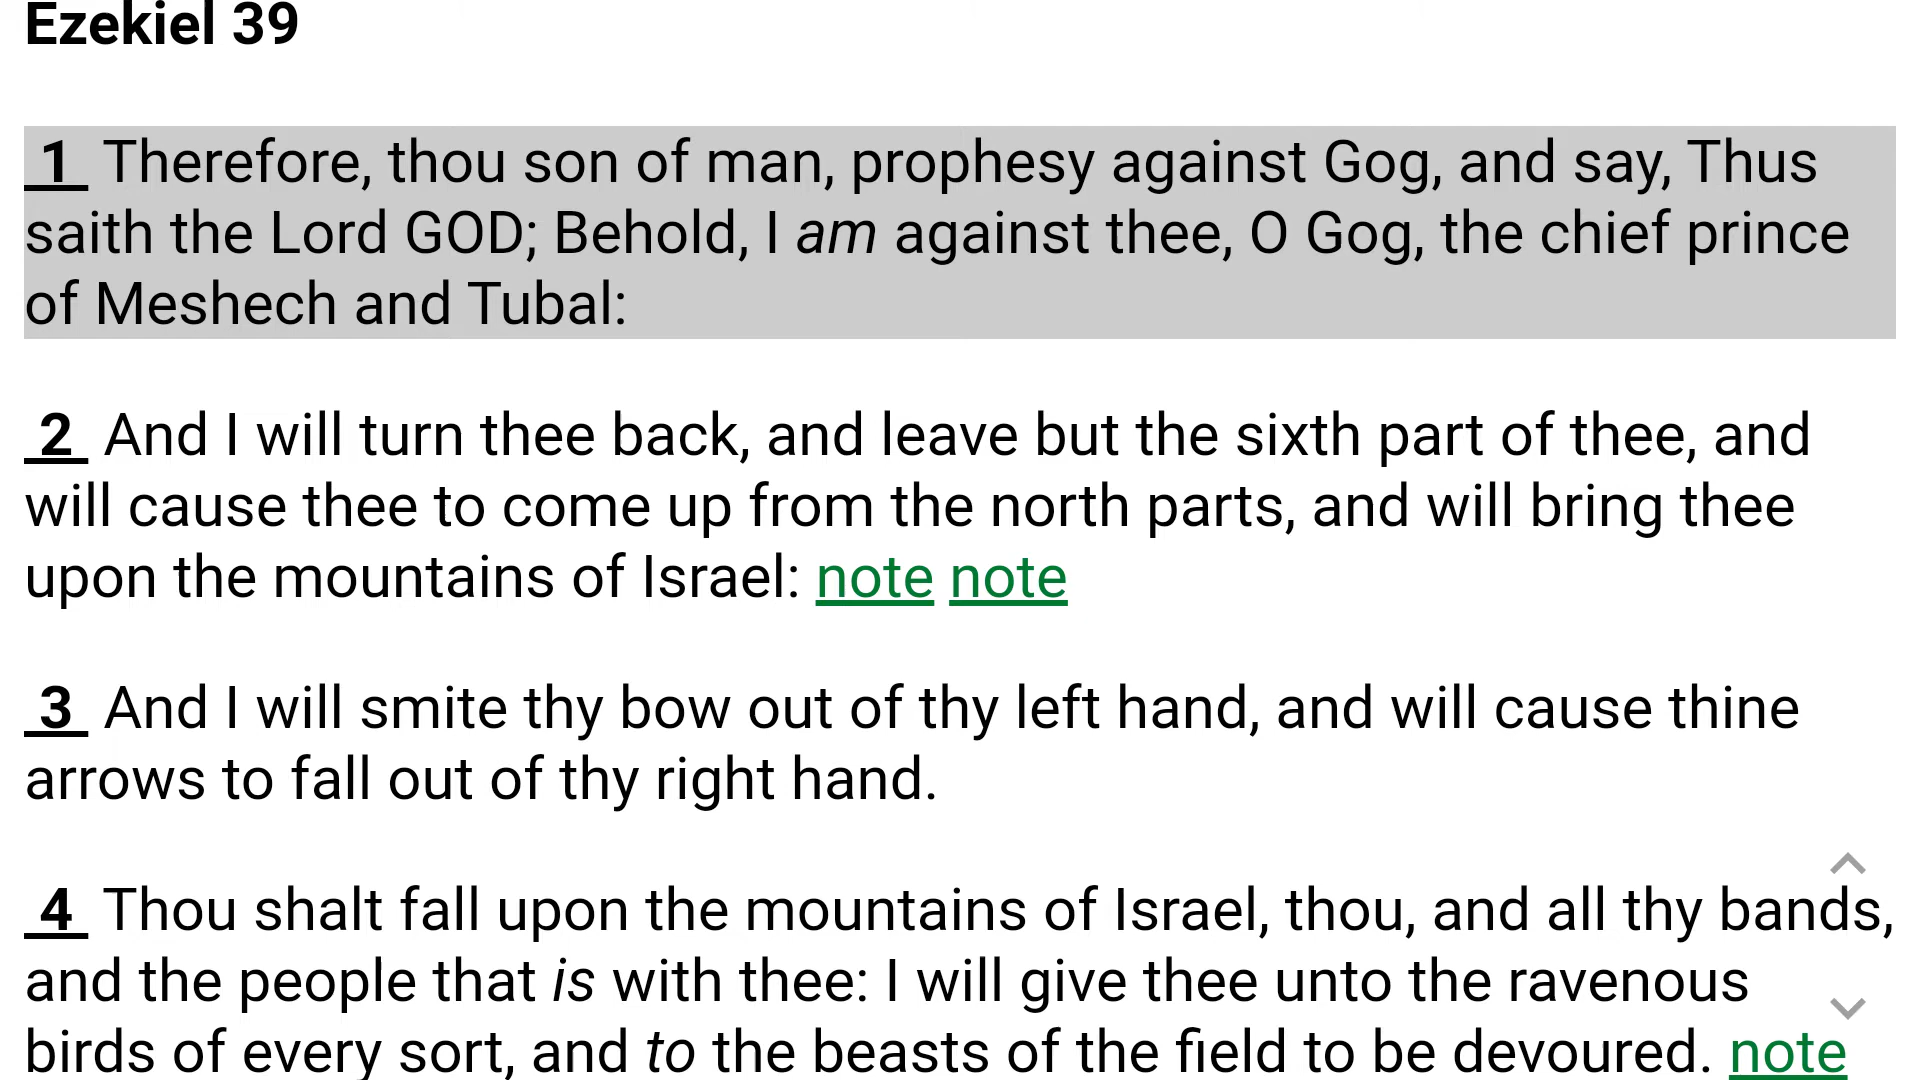 Ezekiel 39
1 Therefore, thou son of man, prophesy against Gog, and say, Thus
saith the Lord GOD; Behold, I am against thee, O Gog, the chief prince
of Meshech and Tubal:
2 And I will turn thee back, and leave but the sixth part of thee, and
will cause thee to come up from the north parts, and will bring thee
upon the mountains of Israel: note note
3 And I will smite thy bow out of thy left hand, and will cause thine
arrows to fall out of thy right hand.
4 Thou shalt fall upon the mountains of Israel, thou, and all thy bands,
and the people that is with thee: I will give thee unto the ravenous
birds of every sort, and to the beasts of the field to be devoured. note